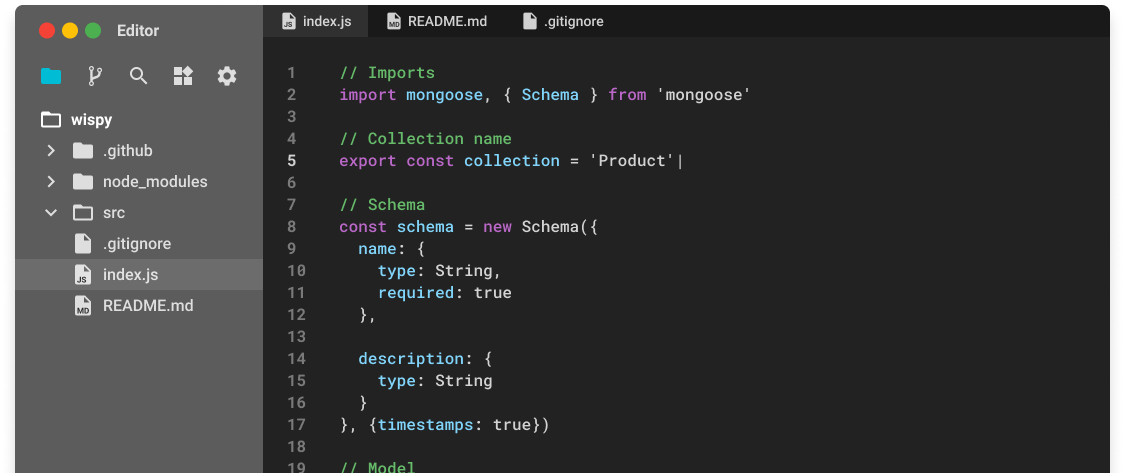 Editor
wispy
.github
node_modules
src
.gitignore
index.js
README.md
index.js README.md .gitignore
1 // Imports
2 import mongoose, { Schema } from 'mongoose'
3
4 // Collection name
5 export const collection = 'Product'|
6
7 // Schema
8 const schema = new Schema({
9   name: {
10     type: String,
11     required: true
12   },
13
14   description: {
15     type: String
16   }
17 }, {timestamps: true})
18
19 // Model